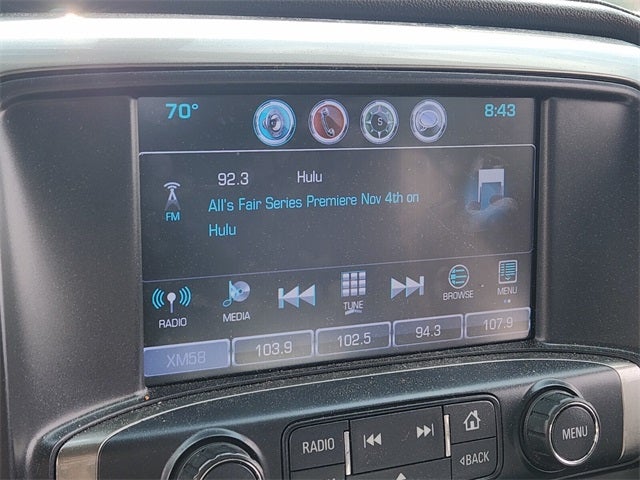 70°
S
8:43
92.3 Hulu
FM
All's Fair Series Premiere Nov 4th on
Hulu
RADIO
MEDIA
TUNE
BROWSE
MENU
XM58
103.9
102.5
94.3
107.9
RADIO
MENU
BACK